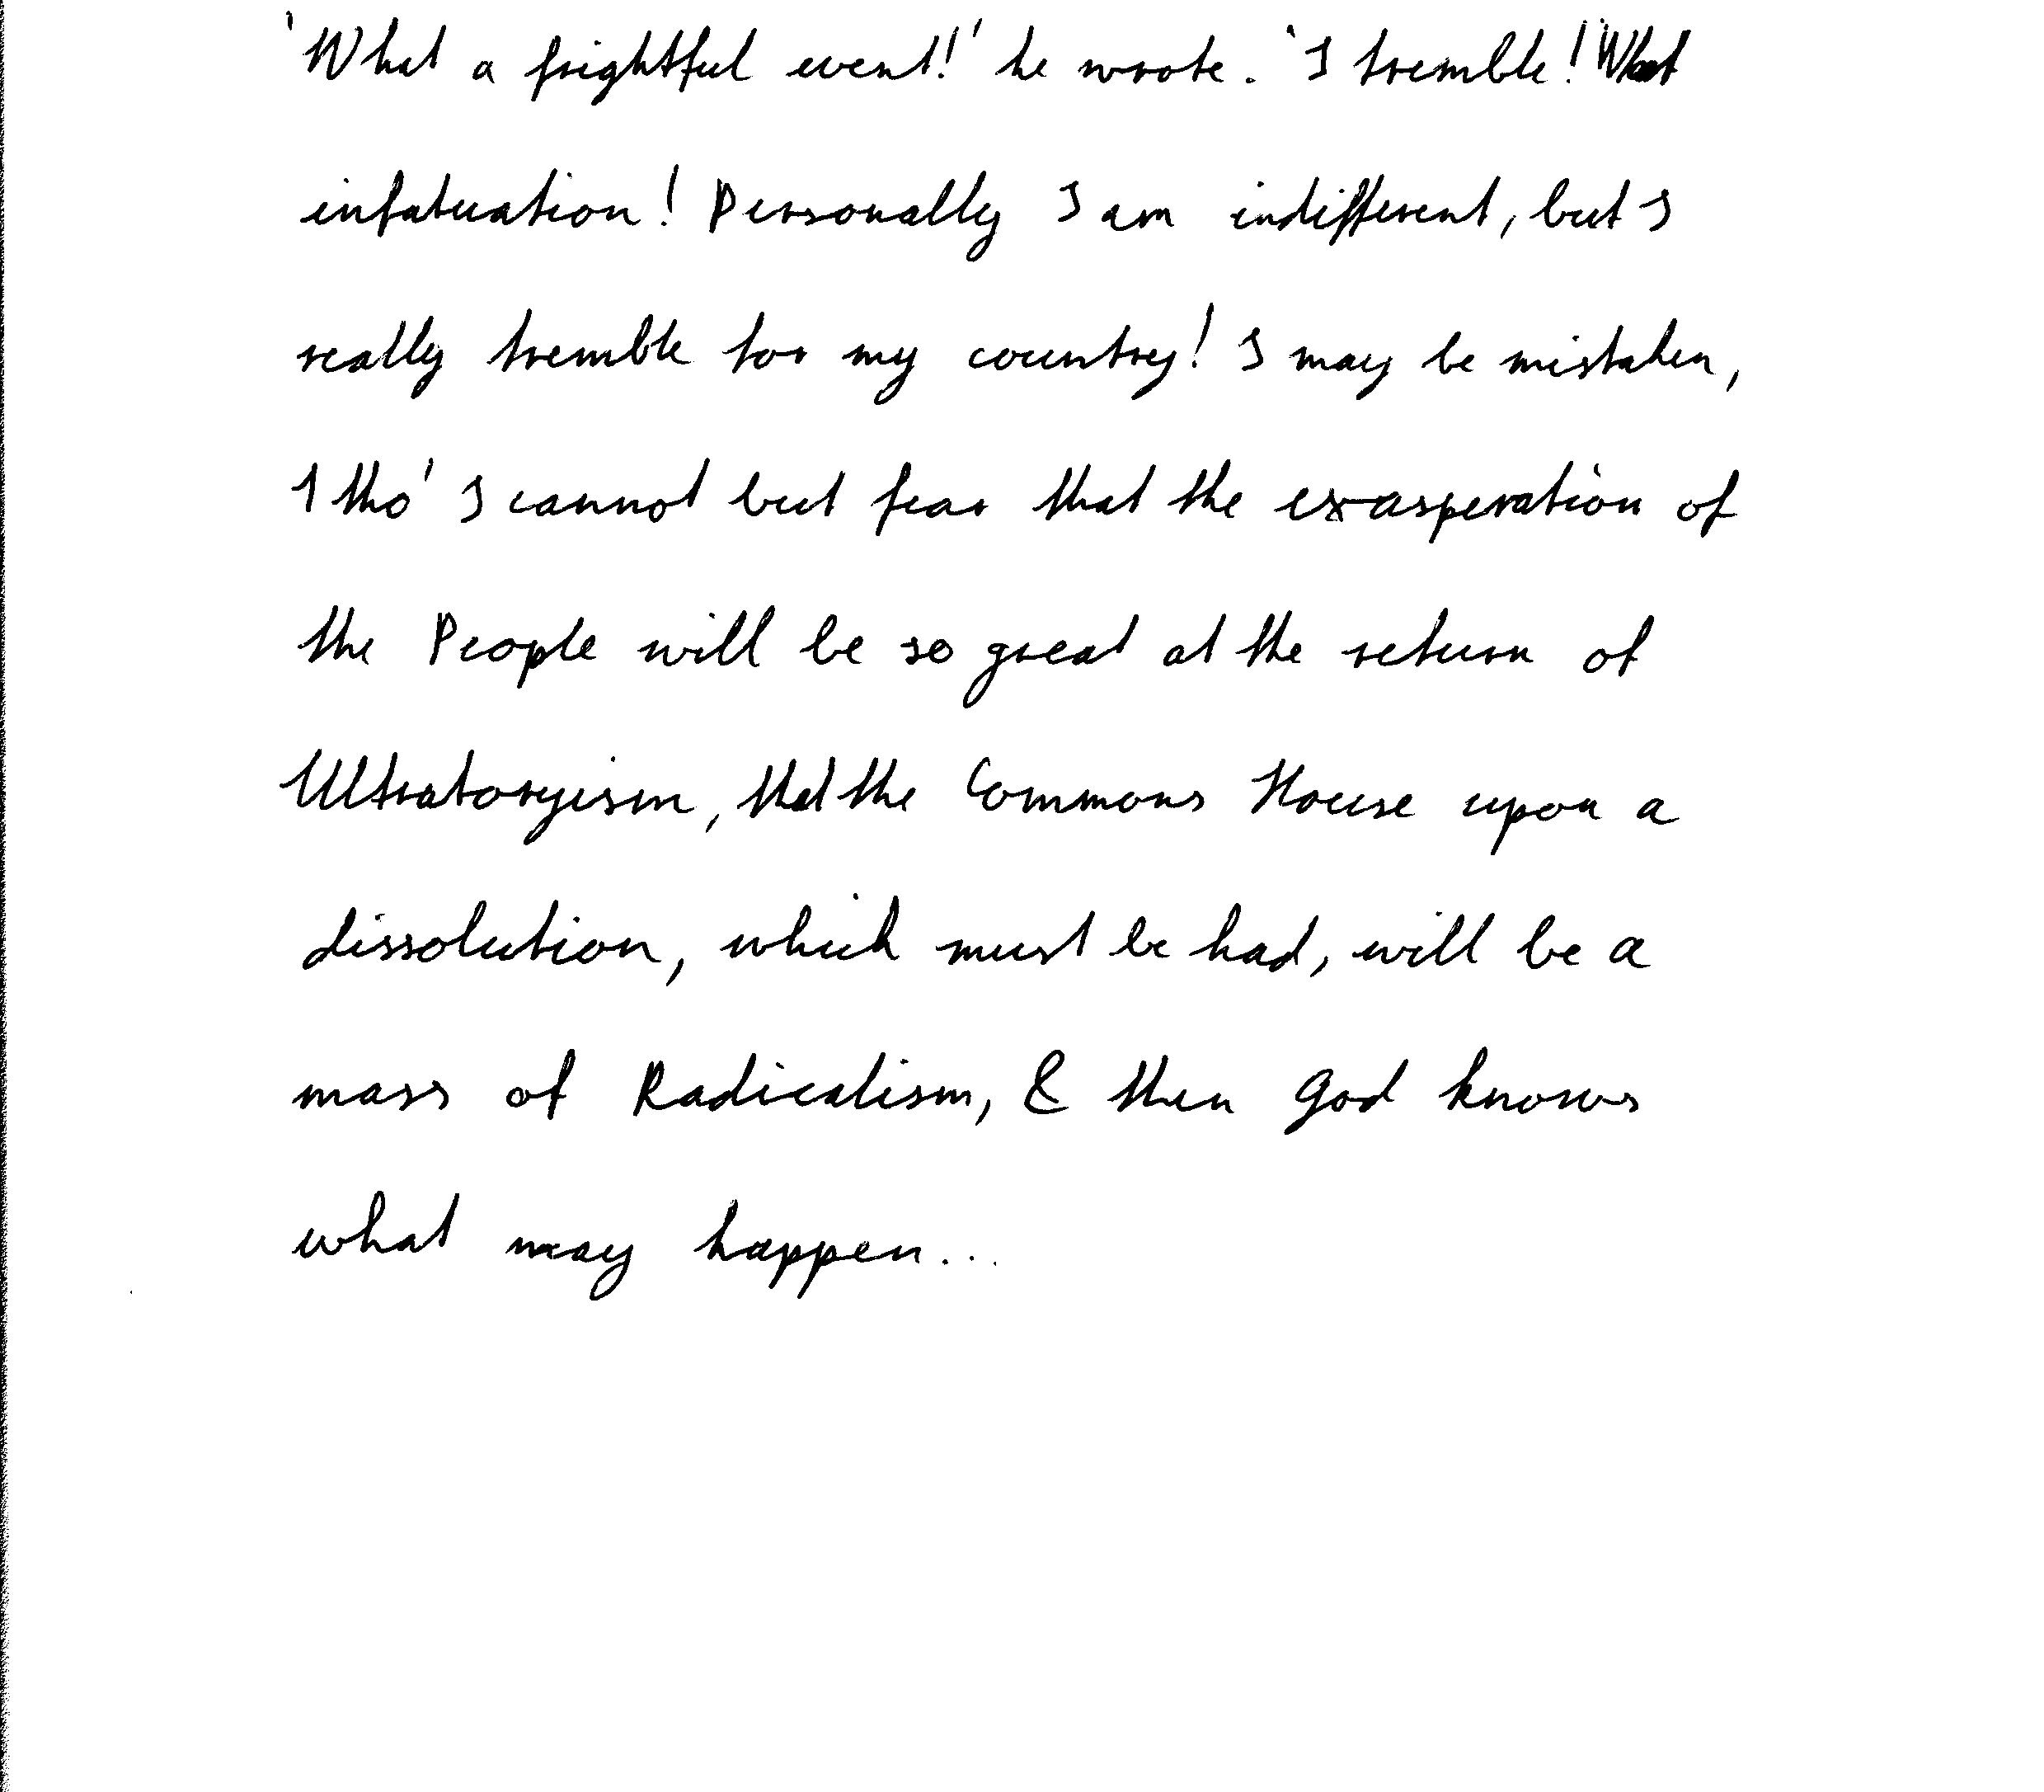 'What a frightful event!' he wrote. 'I tremble! What
infatuation! Personally I am indifferent, but I
really tremble for my country! I may be mistaken,
I tho' I cannot but fear that the exasperation of
the People will be so great at the return of
Ultratoryism, that the Commons House upon a
dissolution, which must be had, will be a
mass of Radicalism, & then God knows
what may happen...